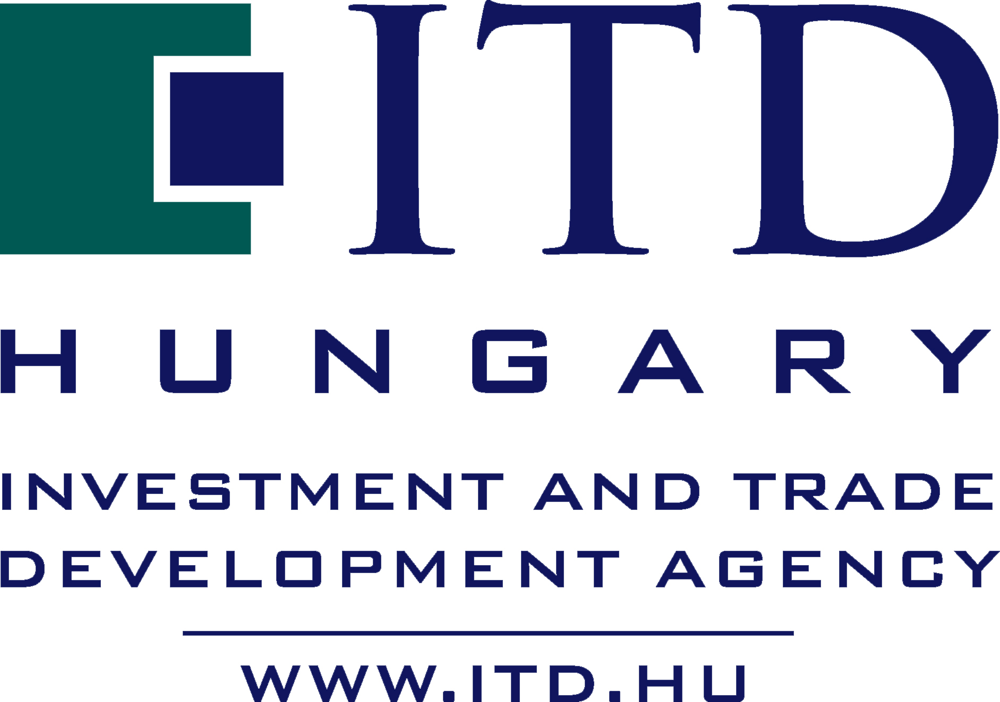 ITD
HUNGARY
INVESTMENT AND TRADE
DEVELOPMENT AGENCY
WWW.ITD.HU